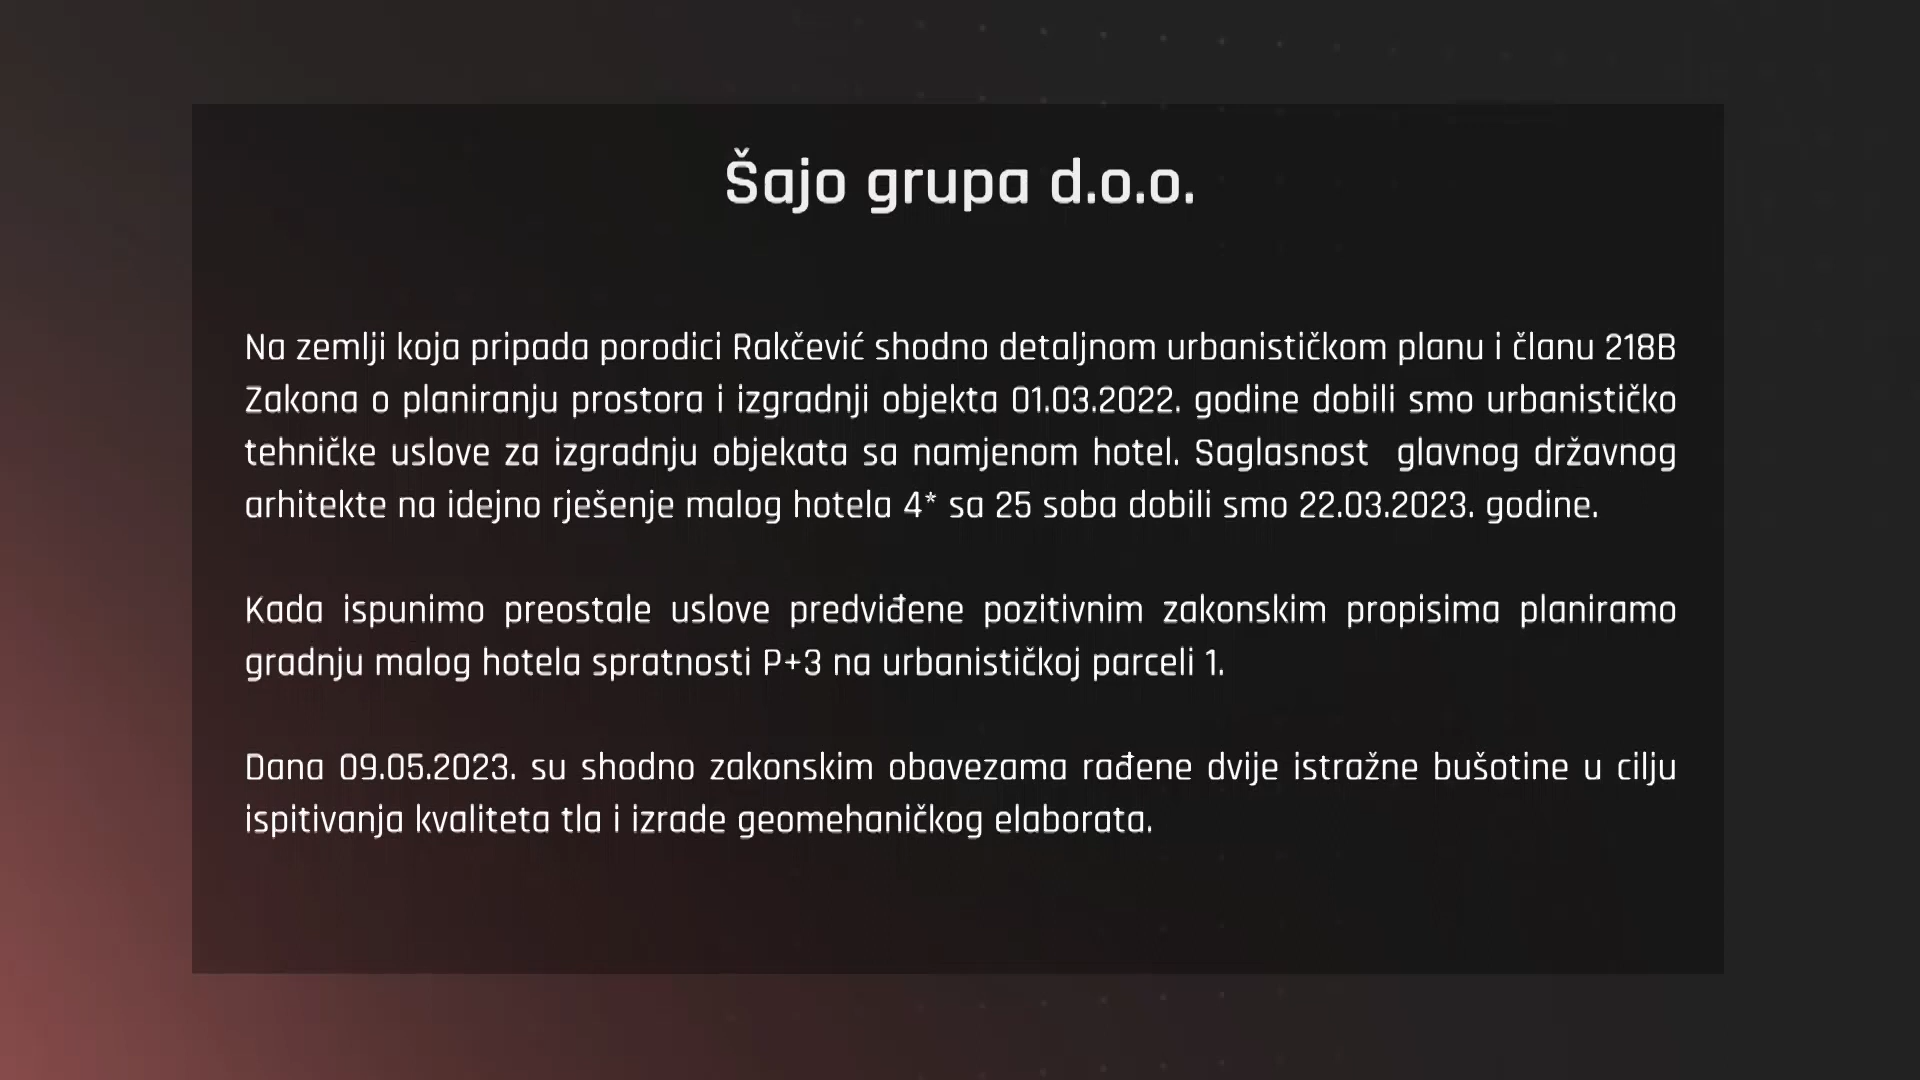 Šajo grupa d.o.o.
Na zemlji koja pripada porodici Rakčević shodno detaljnom urbanističkom planu i članu 218B
Zakona o planiranju prostora i izgradnji objekta 01.03.2022. godine dobili smo urbanističko
tehničke uslove za izgradnju objekata sa namjenom hotel. Saglasnost glavnog državnog
arhitekte na idejno rješenje malog hotela 4* sa 25 soba dobili smo 22.03.2023. godine.
Kada ispunimo preostale uslove predviđene pozitivnim zakonskim propisima planiramo
gradnju malog hotela spratnosti P+3 na urbanističkoj parceli 1.
Dana 09.05.2023. su shodno zakonskim obavezama rađene dvije istražne bušotine u cilju
ispitivanja kvaliteta tla i izrade geomehaničkog elaborata.